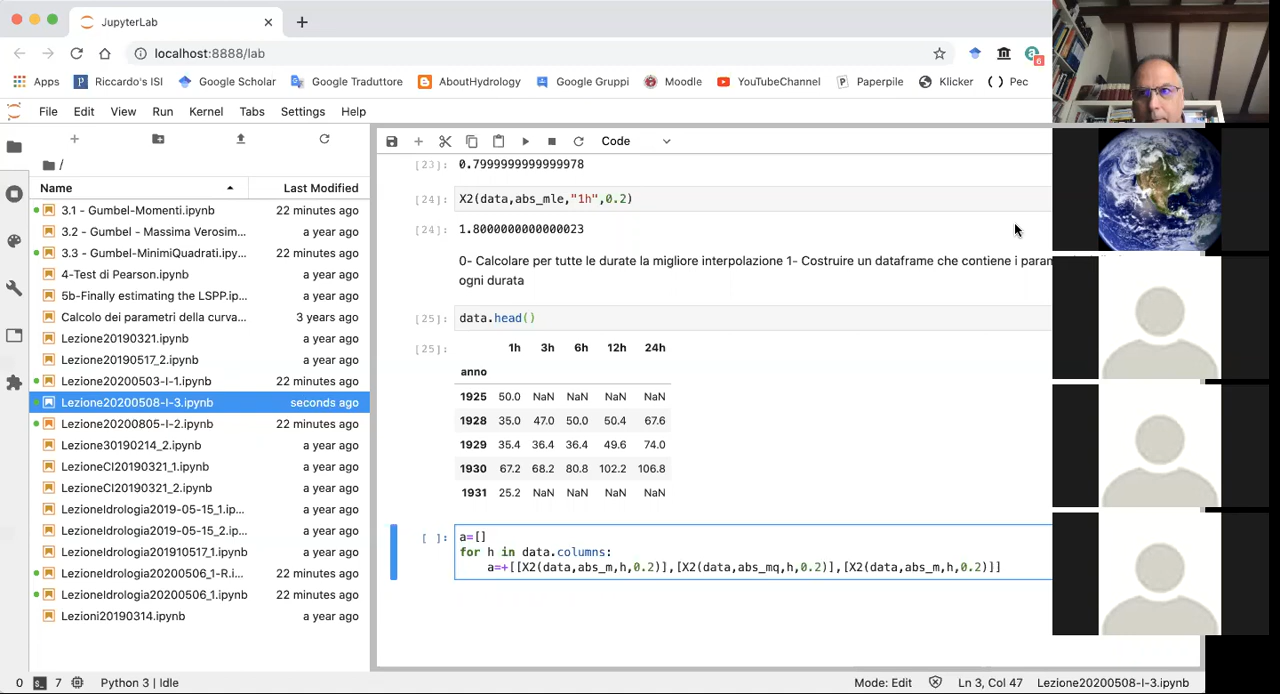 JupyterLab
localhost:8888/lab
6
Apps Riccardo's ISI Google Scholar Google Traduttore AboutHydrology Google Gruppi Moodle YouTubeChannel Paperpile Klicker Pec
File Edit View Run Kernel Tabs Settings Help
Code
/
Name Last Modified
3.1 - Gumbel-Momenti.ipynb 22 minutes ago
3.2 - Gumbel - Massima Verosim... a year ago
3.3 - Gumbel-MinimiQuadrati.ipy... 22 minutes ago
4-Test di Pearson.ipynb a year ago
5b-Finally estimating the LSPP.ip... a year ago
Calcolo dei parametri della curva... 3 years ago
Lezione20190321.ipynb a year ago
Lezione20190517_2.ipynb a year ago
Lezione20200503-I-1.ipynb 22 minutes ago
Lezione20200508-I-3.ipynb seconds ago
Lezione20200805-I-2.ipynb 22 minutes ago
Lezione30190214_2.ipynb a year ago
LezioneCI20190321_1.ipynb a year ago
LezioneCI20190321_2.ipynb a year ago
LezioneIdrologia2019-05-15_1.ip... a year ago
LezioneIdrologia2019-05-15_2.ip... a year ago
LezioneIdrologia201910517_1.ipynb a year ago
LezioneIdrologia20200506_1-R.i... 22 minutes ago
LezioneIdrologia20200506_1.ipynb 22 minutes ago
Lezioni20190314.ipynb a year ago
[23]: 0.7999999999999978
[24]: X2(data,abs_mle,"1h",0.2)
[24]: 1.8000000000000023
0- Calcolare per tutte le durate la migliore interpolazione 1- Costruire un dataframe che contiene i param
ogni durata
[25]: data.head()
[25]: 1h 3h 6h 12h 24h
anno
1925 50.0 NaN NaN NaN NaN
1928 35.0 47.0 50.0 50.4 67.6
1929 35.4 36.4 36.4 49.6 74.0
1930 67.2 68.2 80.8 102.2 106.8
1931 25.2 NaN NaN NaN NaN
[ ]: a=[]
for h in data.columns:
a=+[[X2(data,abs_m,h,0.2)],[X2(data,abs_mq,h,0.2)],[X2(data,abs_m,h,0.2)]]
0 7 Python 3 | Idle Mode: Edit Ln 3, Col 47 Lezione20200508-I-3.ipynb